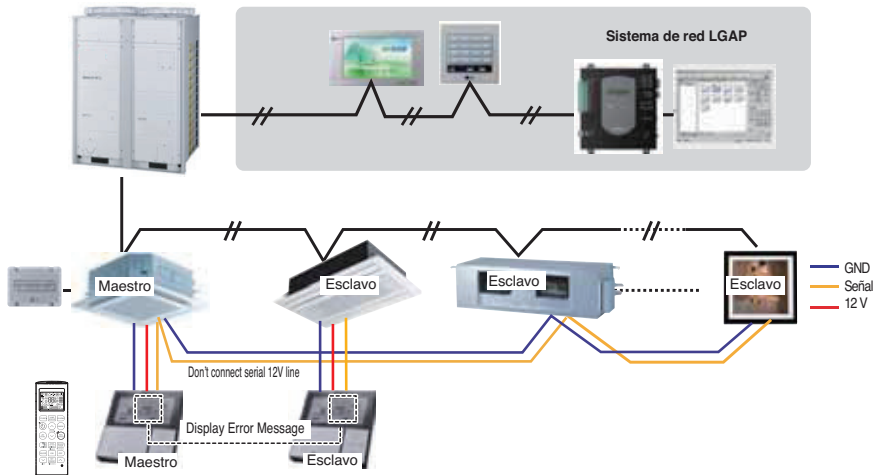 Sistema de red LGAP
Maestro
Esclavo
Esclavo
Esclavo
GND
Señal
12 V
Don't connect serial 12V line
Display Error Message
Maestro
Esclavo